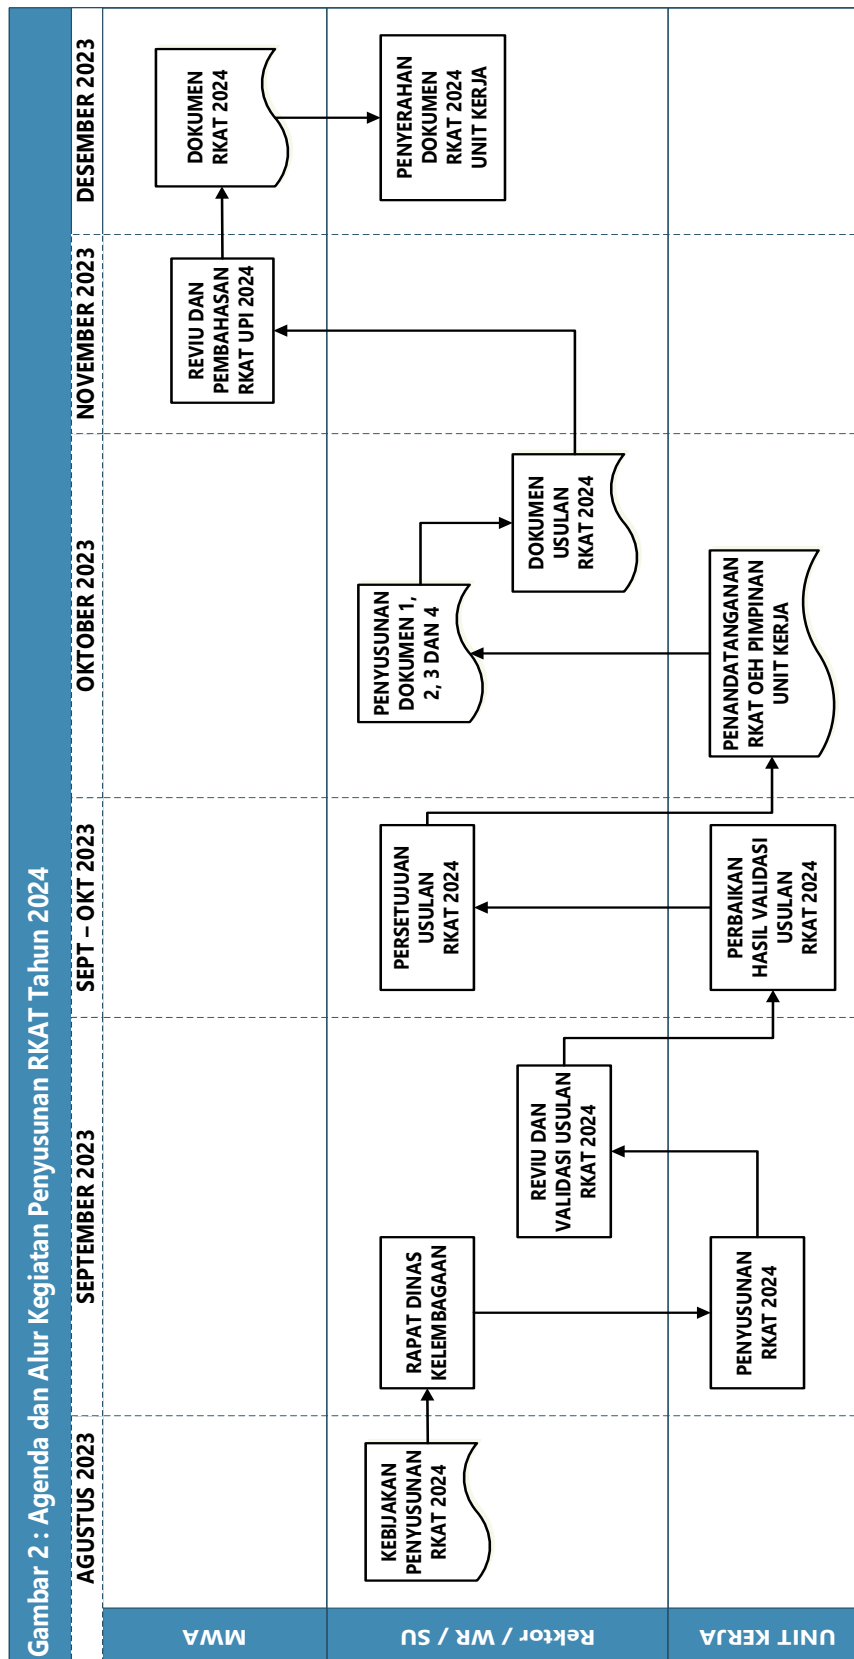 Gambar 2 : Agenda dan Alur Kegiatan Penyusunan RKAT Tahun 2024
AGUSTUS 2023
SEPTEMBER 2023
SEPT – OKT 2023
OKTOBER 2023
NOVEMBER 2023
DESEMBER 2023
MWA
REVIU DAN
PEMBAHASAN
RKAT UPI 2024
DOKUMEN
RKAT 2024
Rektor / WR / SU
KEBIJAKAN
PENYUSUNAN
RKAT 2024
RAPAT DINAS
KELEMBAGAAN
REVIU DAN
VALIDASI USULAN
RKAT 2024
PERSETUJUAN
USULAN
RKAT 2024
PENYUSUNAN
DOKUMEN 1,
2, 3 DAN 4
DOKUMEN
USULAN
RKAT 2024
PENYERAHAN
DOKUMEN
RKAT 2024
UNIT KERJA
UNIT KERJA
PENYUSUNAN
RKAT 2024
PERBAIKAN
HASIL VALIDASI
USULAN
RKAT 2024
PENANDATANGANAN
RKAT OEH PIMPINAN
UNIT KERJA